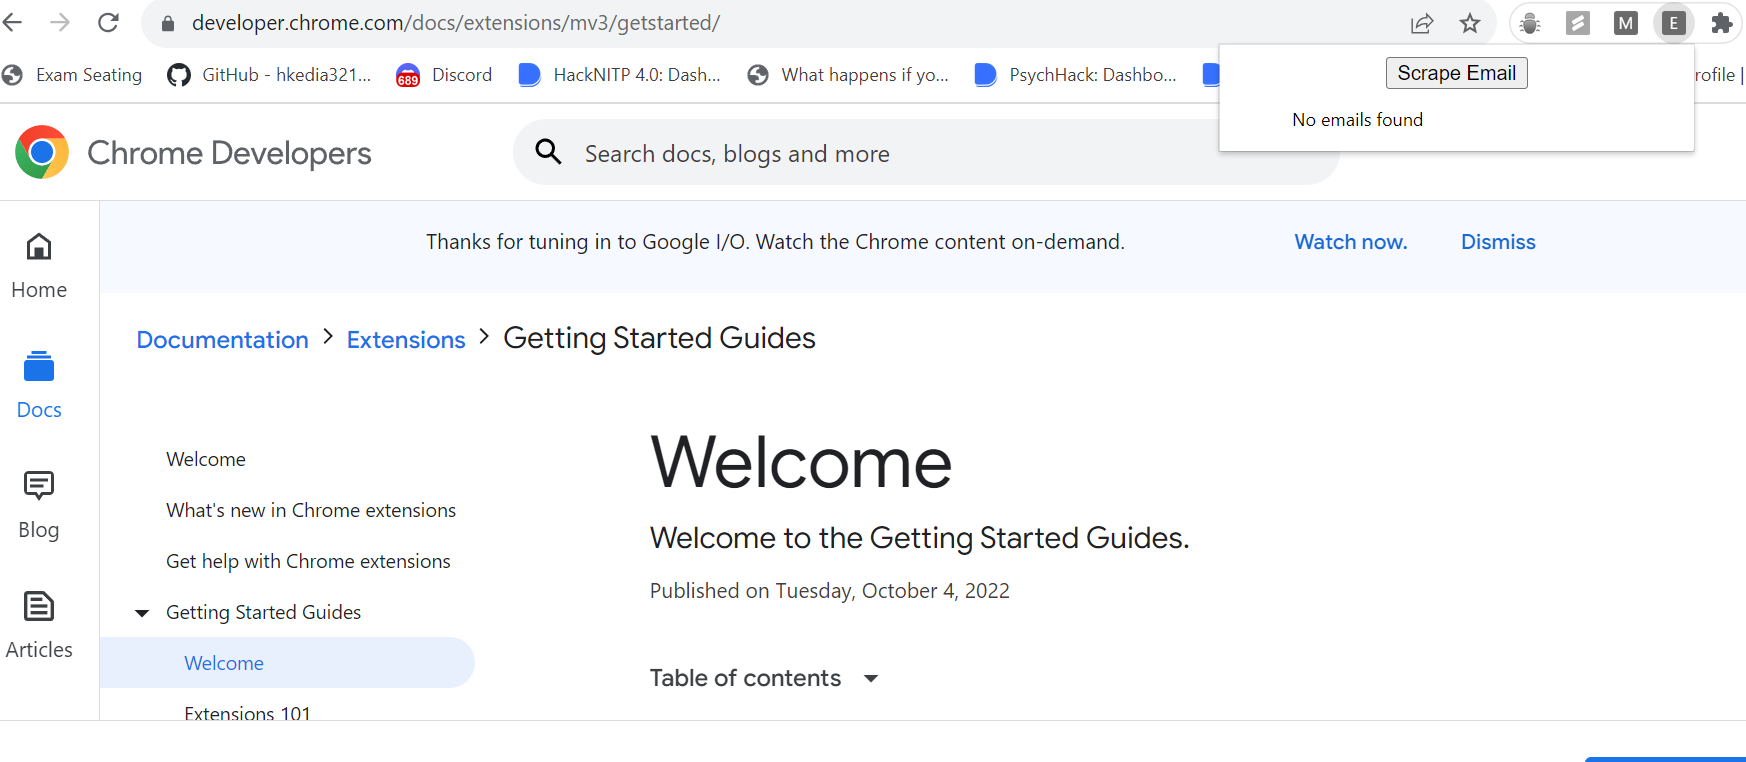 developer.chrome.com/docs/extensions/mv3/getstarted/
M
E
Exam Seating
GitHub - hkedia321...
689
Discord
HackNITP 4.0: Dash...
What happens if yo...
PsychHack: Dashbo...
rofile |
Scrape Email
No emails found
Chrome Developers
Search docs, blogs and more
Thanks for tuning in to Google I/O. Watch the Chrome content on-demand.
Watch now.
Dismiss
Home
Docs
Blog
Articles
Documentation > Extensions > Getting Started Guides
Welcome
What's new in Chrome extensions
Get help with Chrome extensions
Getting Started Guides
Welcome
Extensions 101
Welcome
Welcome to the Getting Started Guides.
Published on Tuesday, October 4, 2022
Table of contents